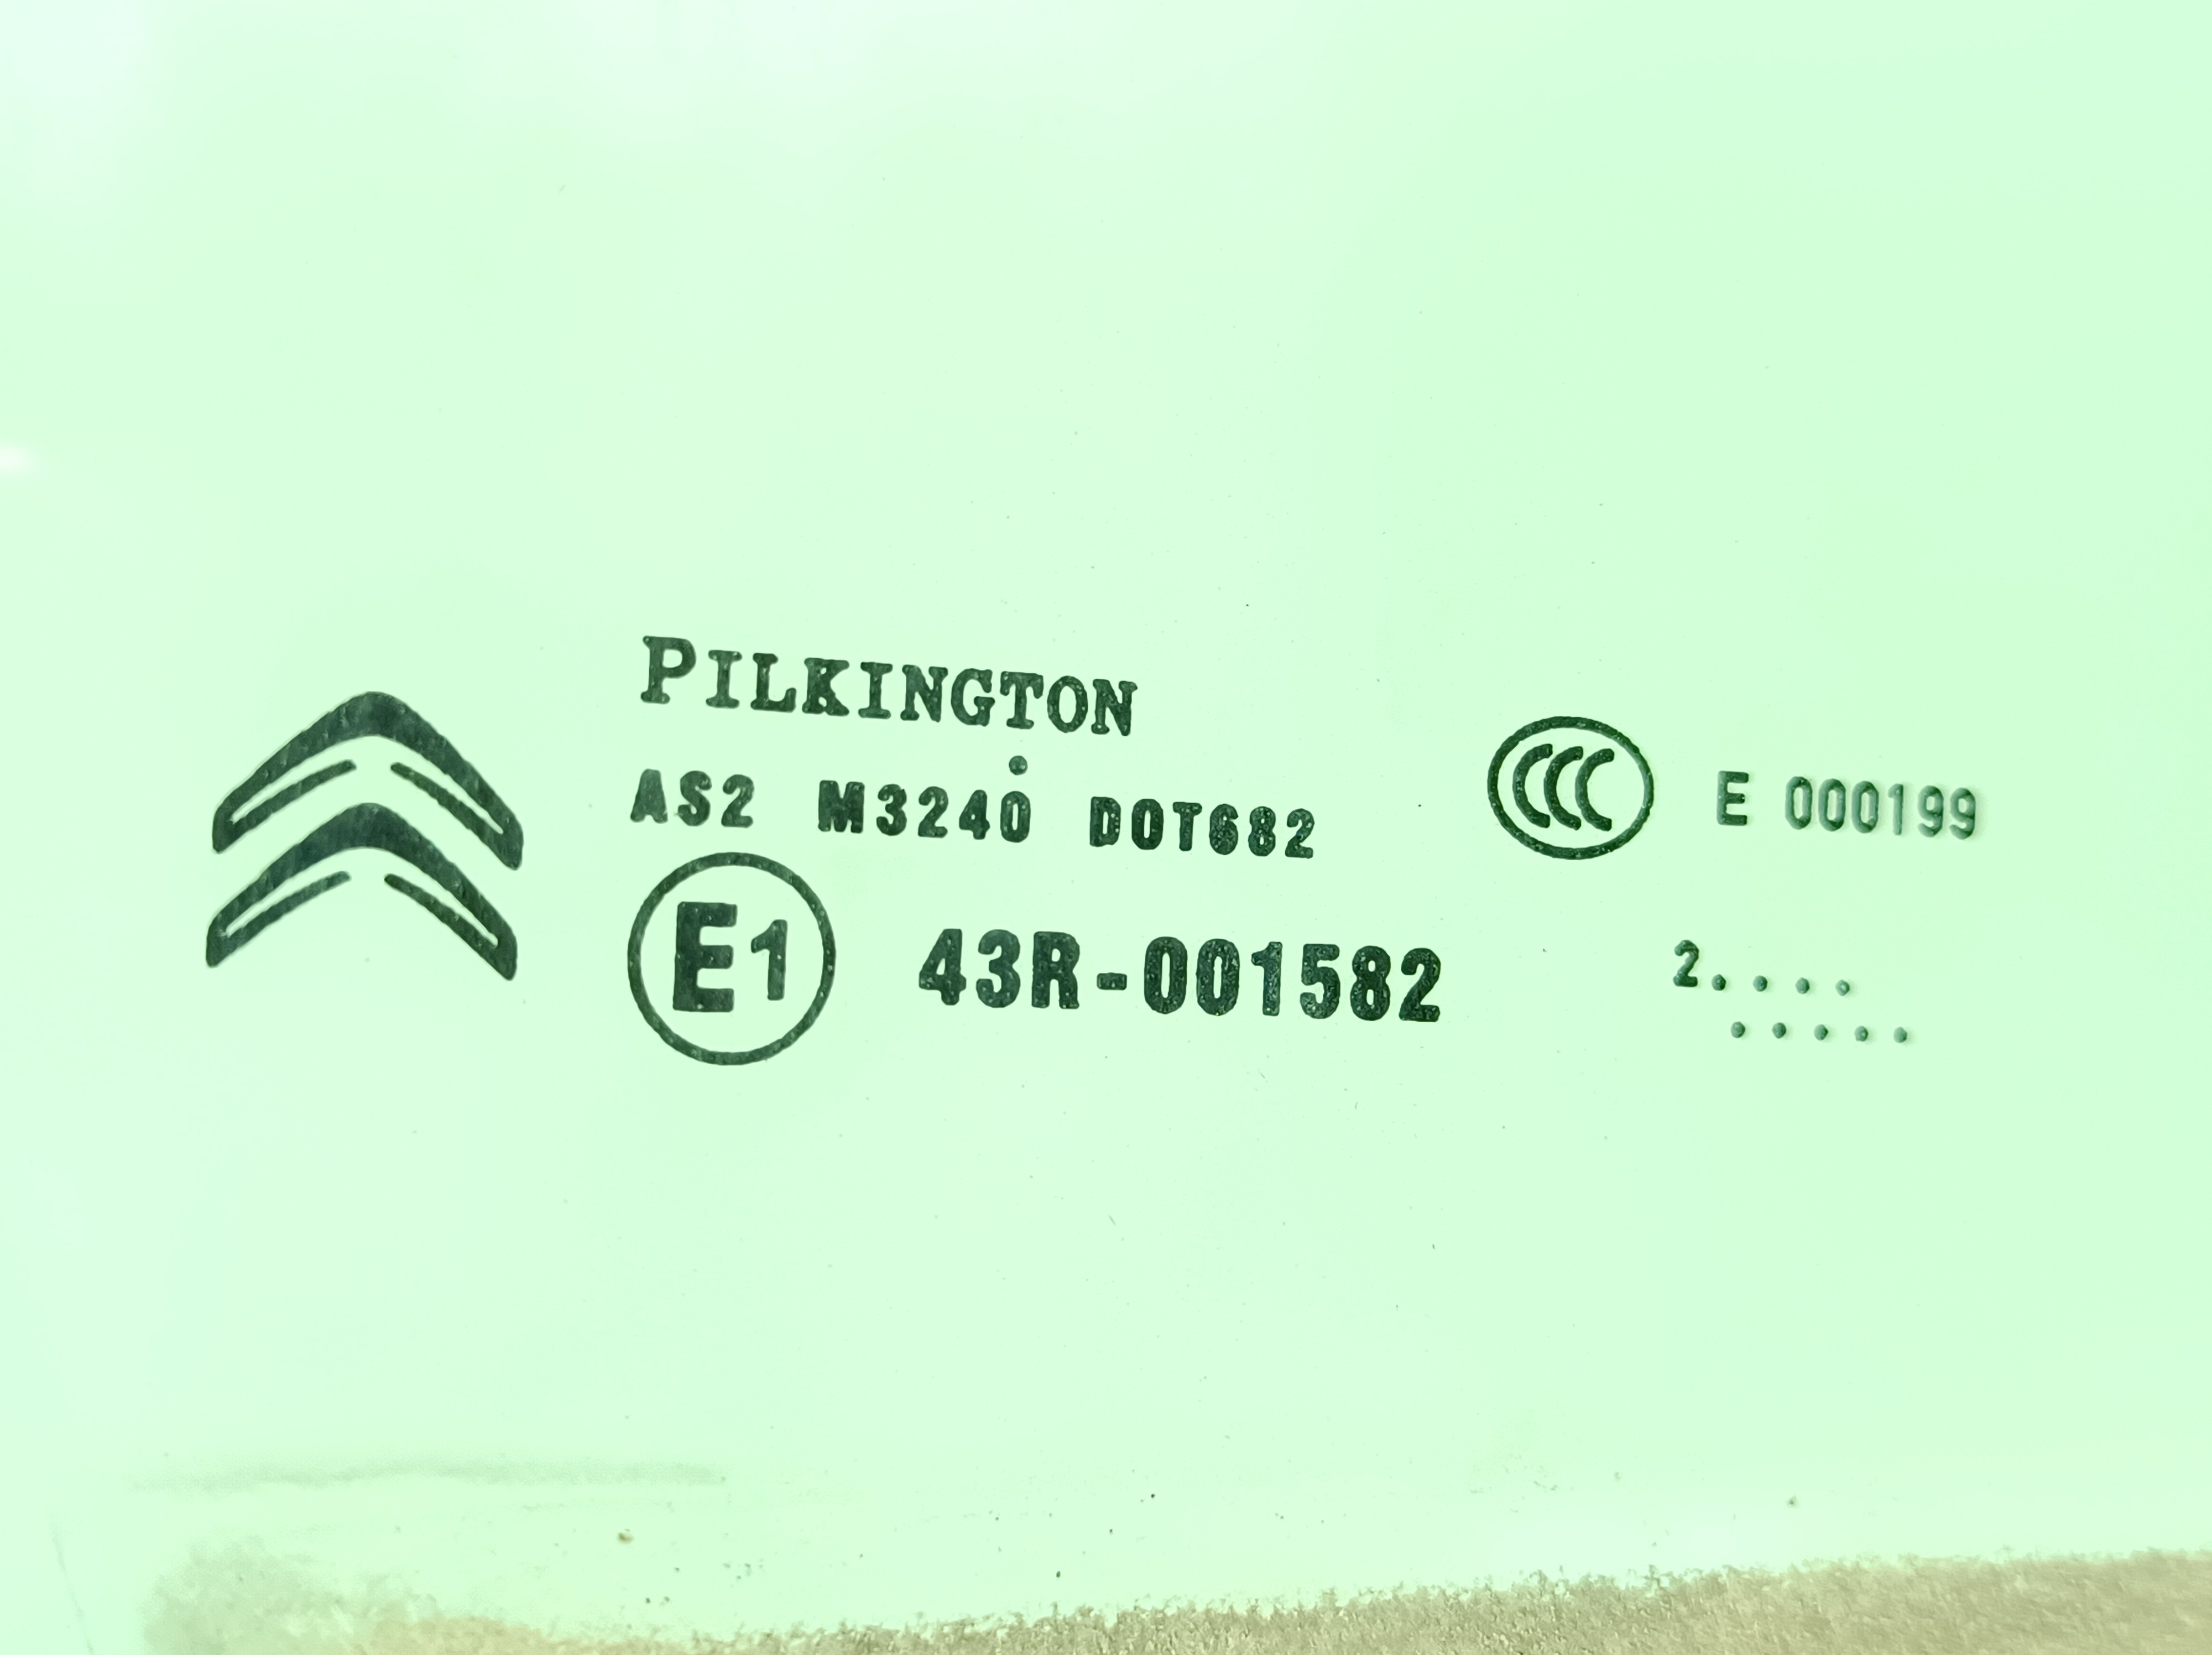 PILKINGTON
AS2 M3240 DOT682
CCC E 000199
E1 43R-001582
2. . . .
. . . . .